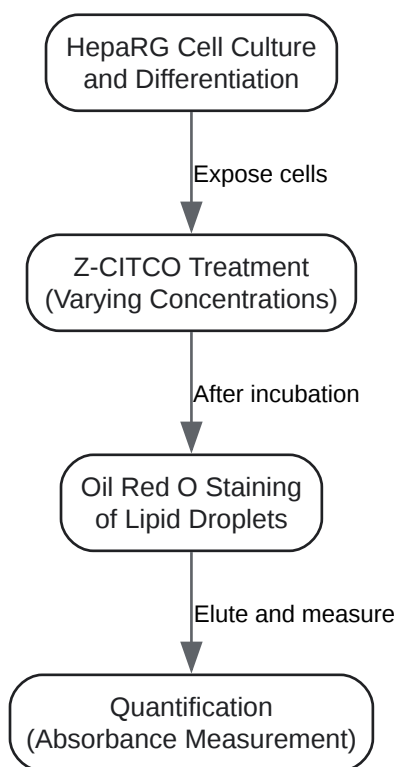 HepaRG Cell Culture
and Differentiation
Expose cells
Z-CITCO Treatment
(Varying Concentrations)
After incubation
Oil Red O Staining
of Lipid Droplets
Elute and measure
Quantification
(Absorbance Measurement)